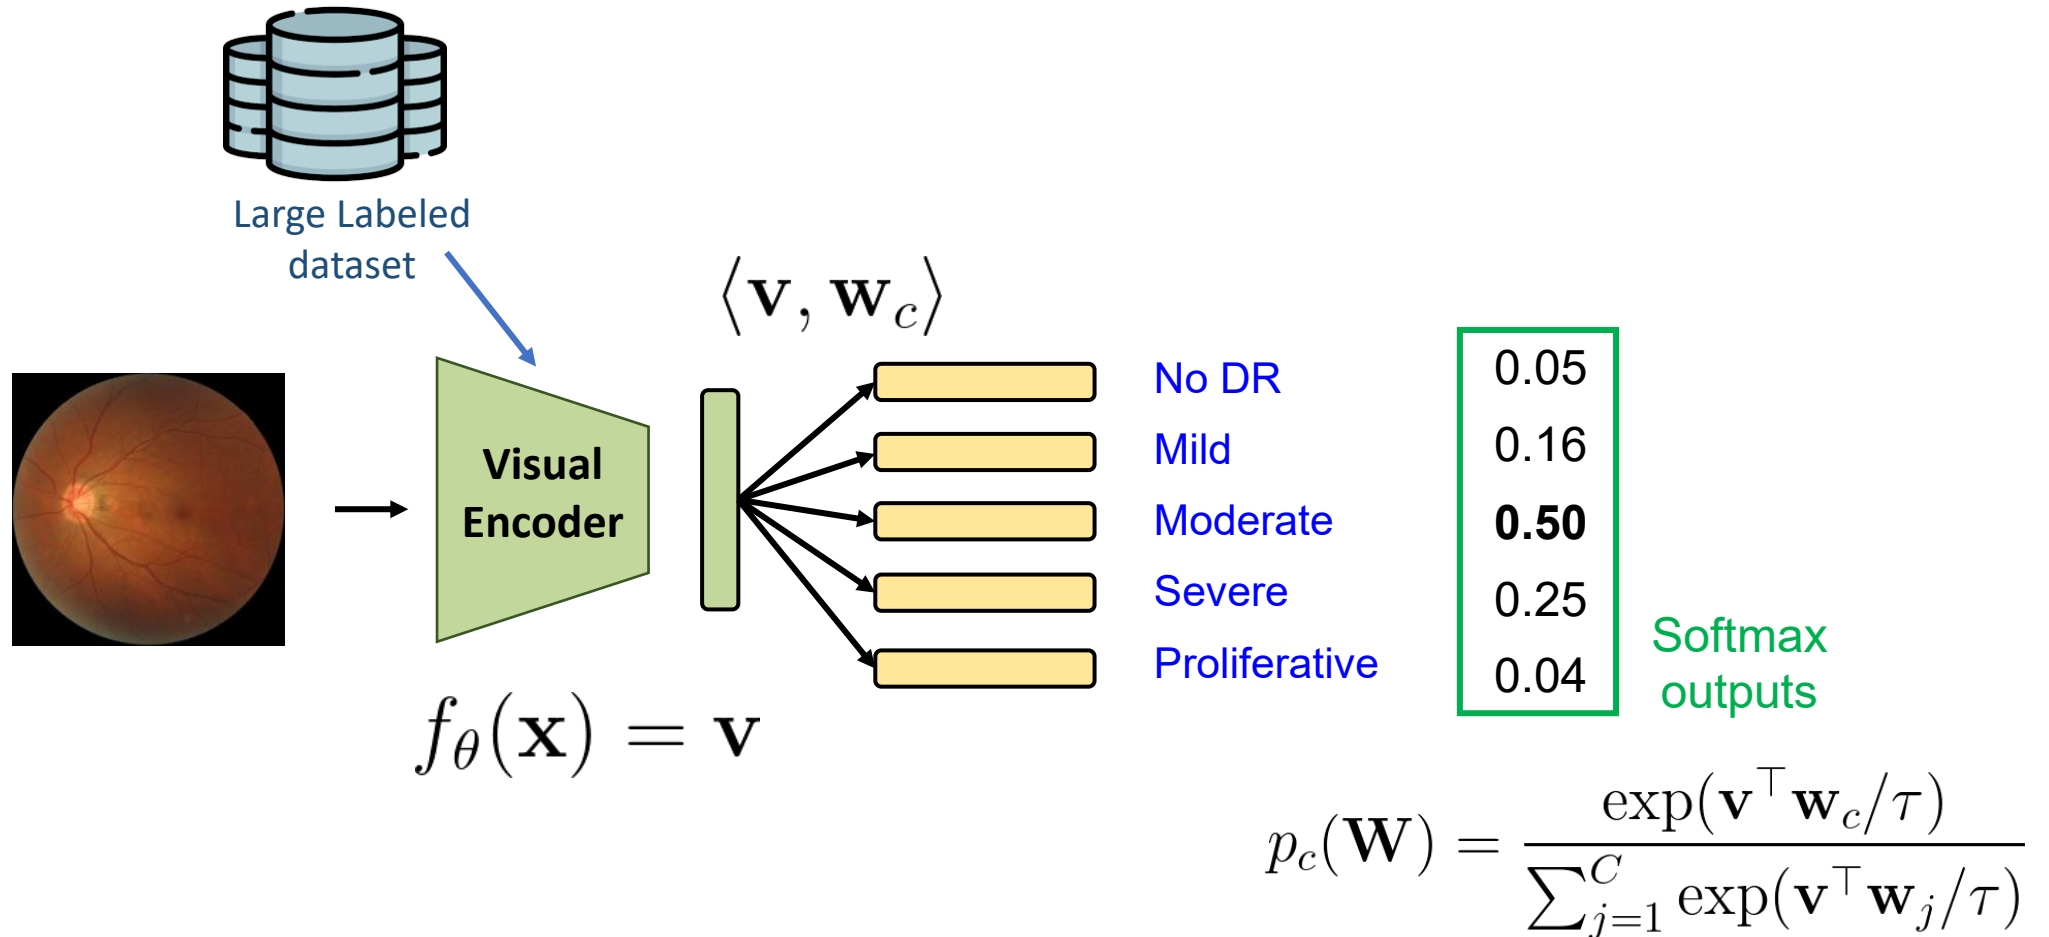 Large Labeled
dataset
⟨v, w_c⟩
Visual
Encoder
No DR
Mild
Moderate
Severe
Proliferative
0.05
0.16
0.50
0.25
0.04
Softmax
outputs
f_θ(x) = v
p_c(W) = exp(v^⊤ w_c/τ) / ∑_{j=1}^{C} exp(v^⊤ w_j/τ)